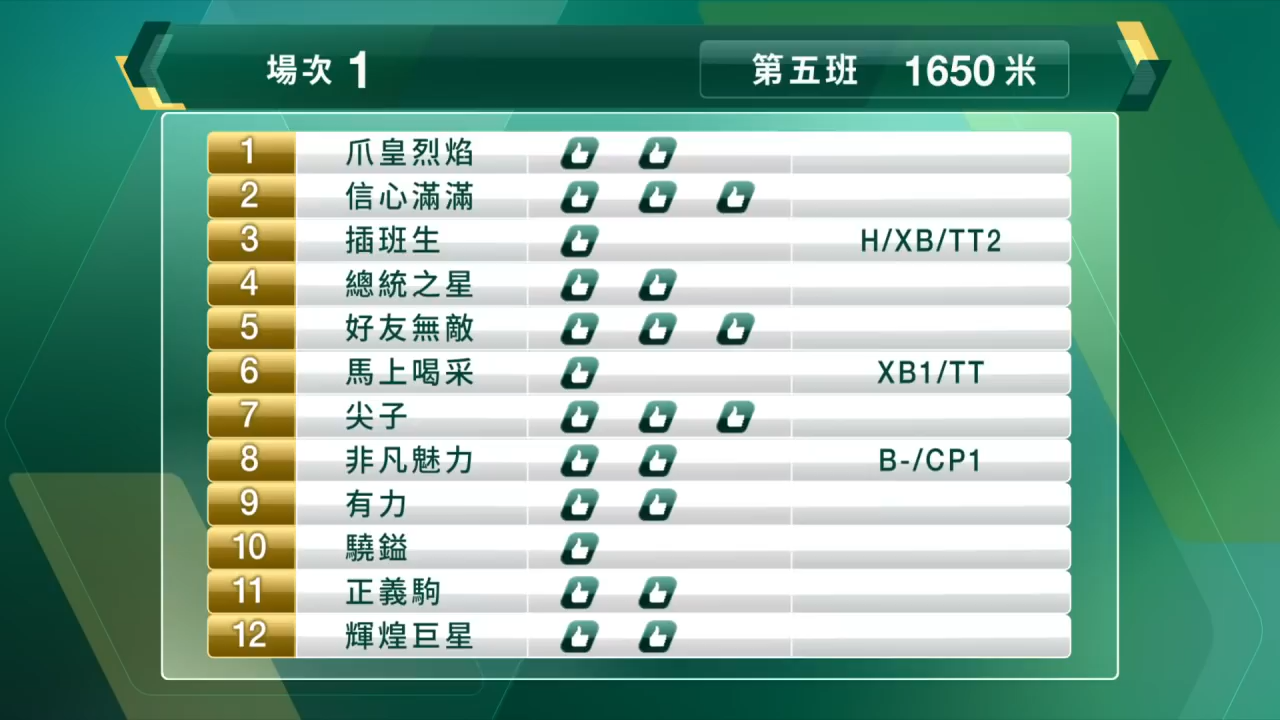 場次 1
第五班 1650 米
1 爪皇烈焰
2 信心滿滿
3 插班生 H/XB/TT2
4 總統之星
5 好友無敵
6 馬上喝采 XB1/TT
7 尖子
8 非凡魅力 B-/CP1
9 有力
10 驍鎰
11 正義駒
12 輝煌巨星